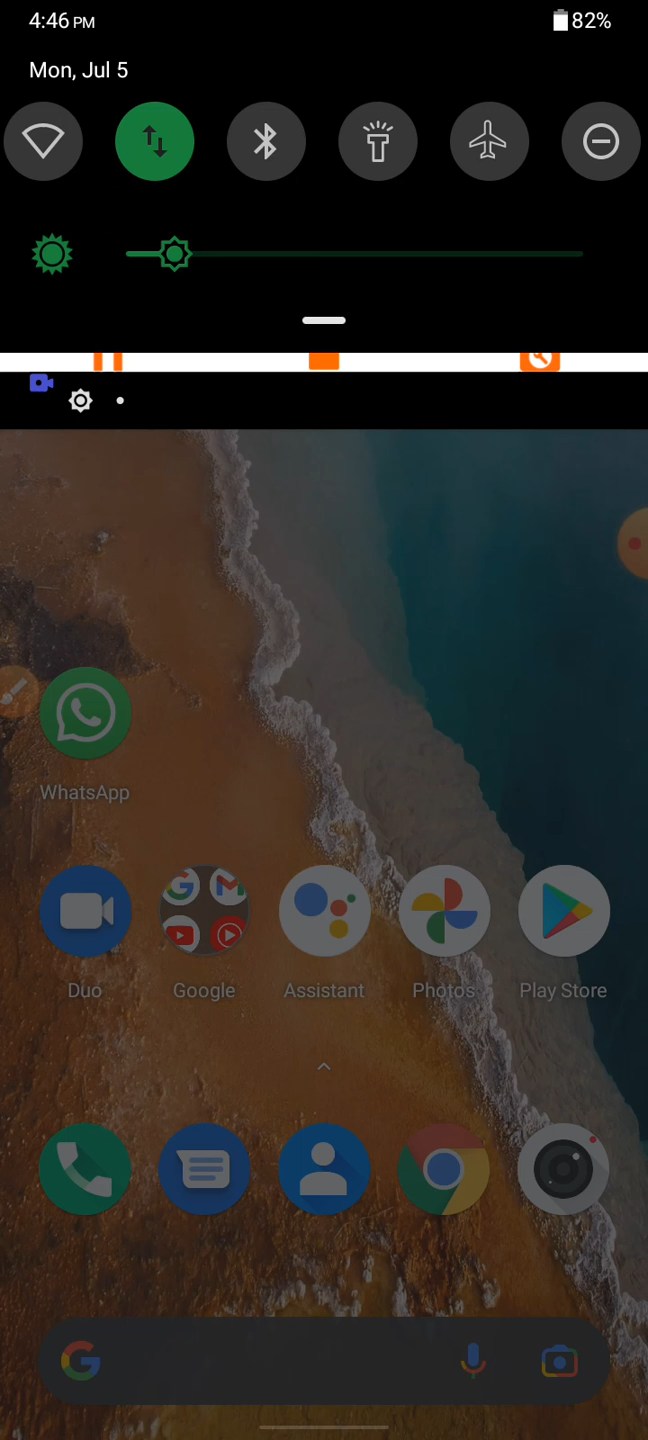 4:46 PM
82%
Mon, Jul 5
WhatsApp
Duo
Google
Assistant
Photos
Play Store